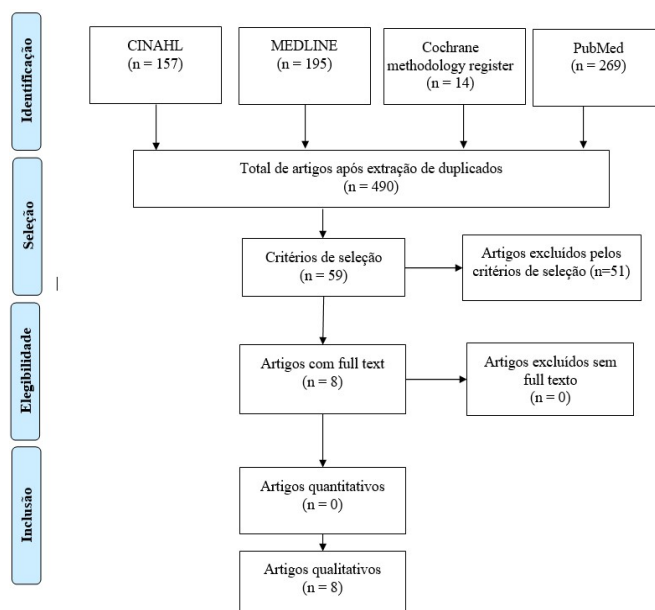 Identificação
CINAHL
(n = 157)
MEDLINE
(n = 195)
Cochrane
methodology register
(n = 14)
PubMed
(n = 269)
Seleção
Total de artigos após extração de duplicados
(n = 490)
Critérios de seleção
(n = 59)
Artigos excluídos pelos
critérios de seleção (n=51)
Elegibilidade
Artigos com full text
(n = 8)
Artigos excluídos sem
full texto
(n = 0)
Inclusão
Artigos quantitativos
(n = 0)
Artigos qualitativos
(n = 8)